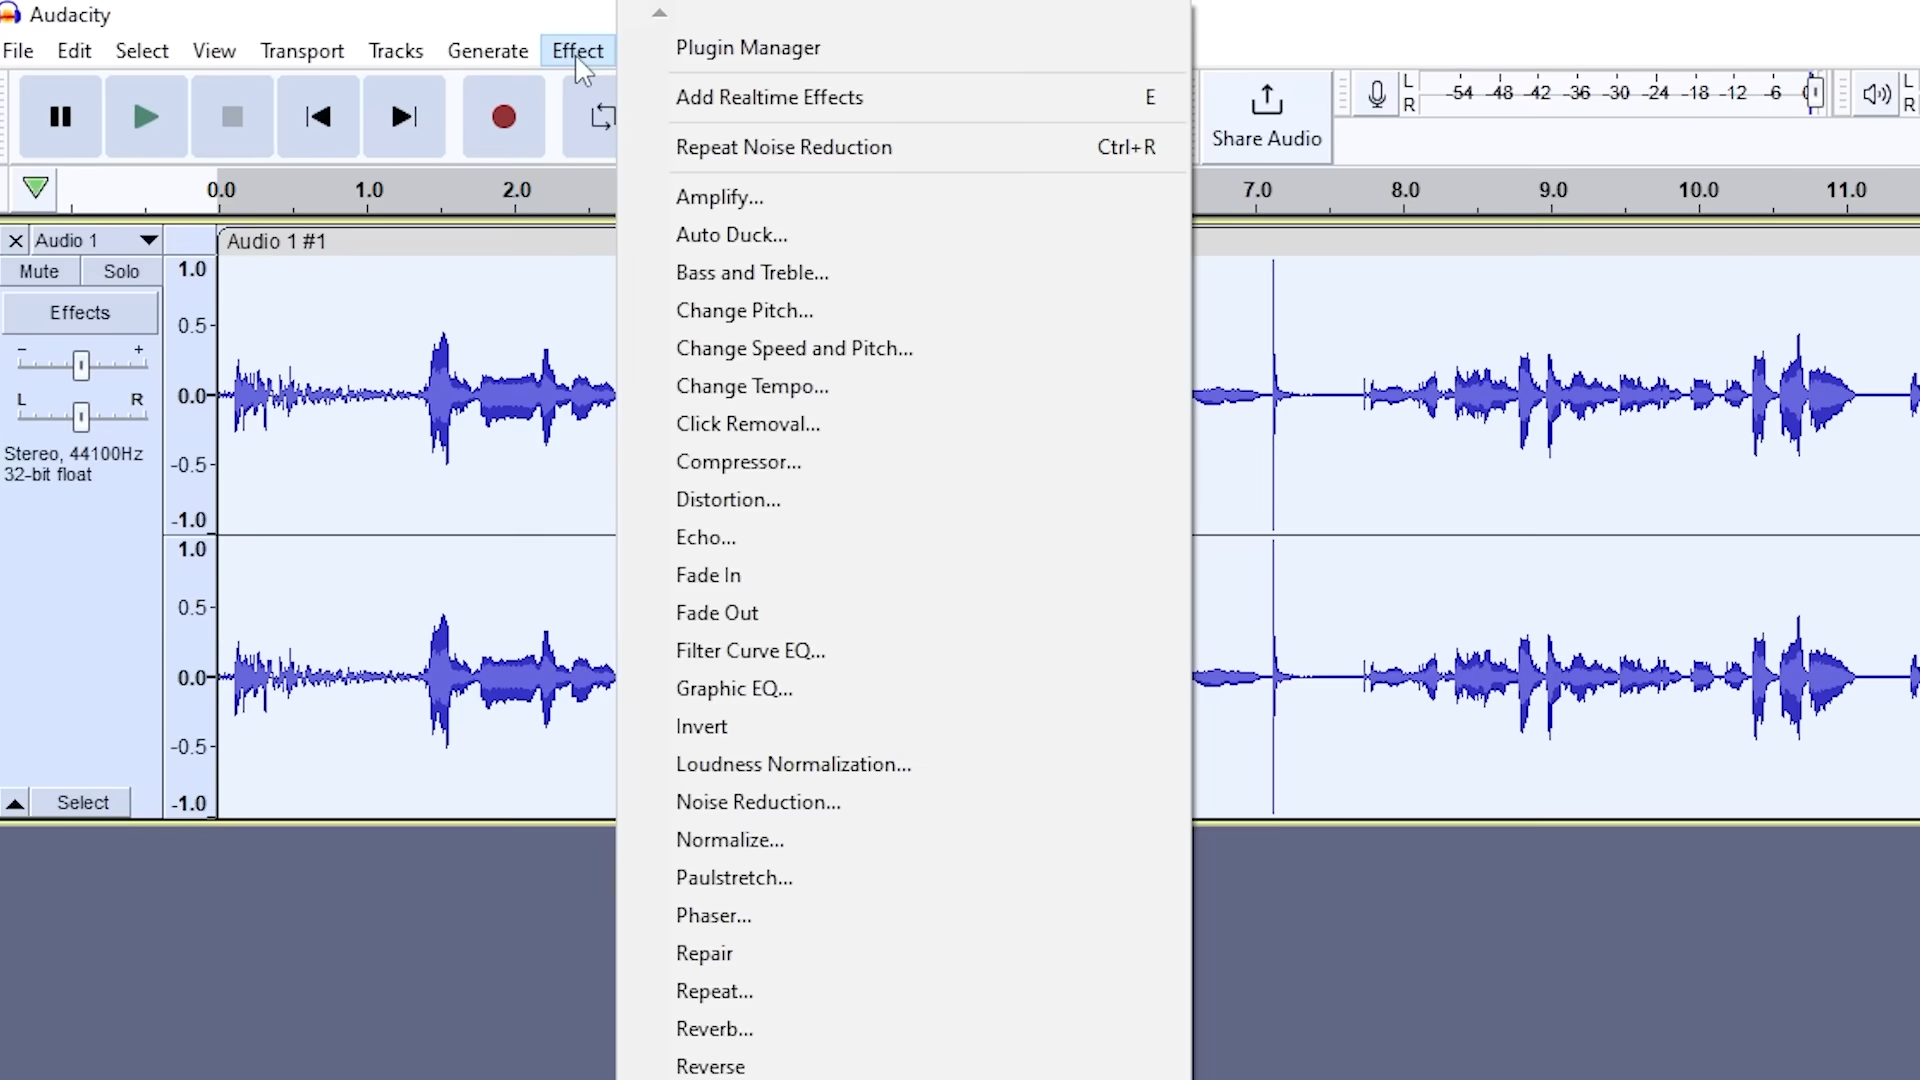 Audacity
File Edit Select View Transport Tracks Generate Effect
Plugin Manager
Add Realtime Effects E
Repeat Noise Reduction Ctrl+R
Amplify...
Auto Duck...
Bass and Treble...
Change Pitch...
Change Speed and Pitch...
Change Tempo...
Click Removal...
Compressor...
Distortion...
Echo...
Fade In
Fade Out
Filter Curve EQ...
Graphic EQ...
Invert
Loudness Normalization...
Noise Reduction...
Normalize...
Paulstretch...
Phaser...
Repair
Repeat...
Reverb...
Reverse
Share Audio
L
R
-54 -48 -42 -36 -30 -24 -18 -12 -6
L
R
0.0 1.0 2.0 7.0 8.0 9.0 10.0 11.0
Audio 1
Audio 1 #1
Mute Solo
Effects
- +
L R
Stereo, 44100Hz
32-bit float
Select
1.0
0.5-
0.0-
-0.5-
-1.0
1.0
0.5-
0.0-
-0.5-
-1.0